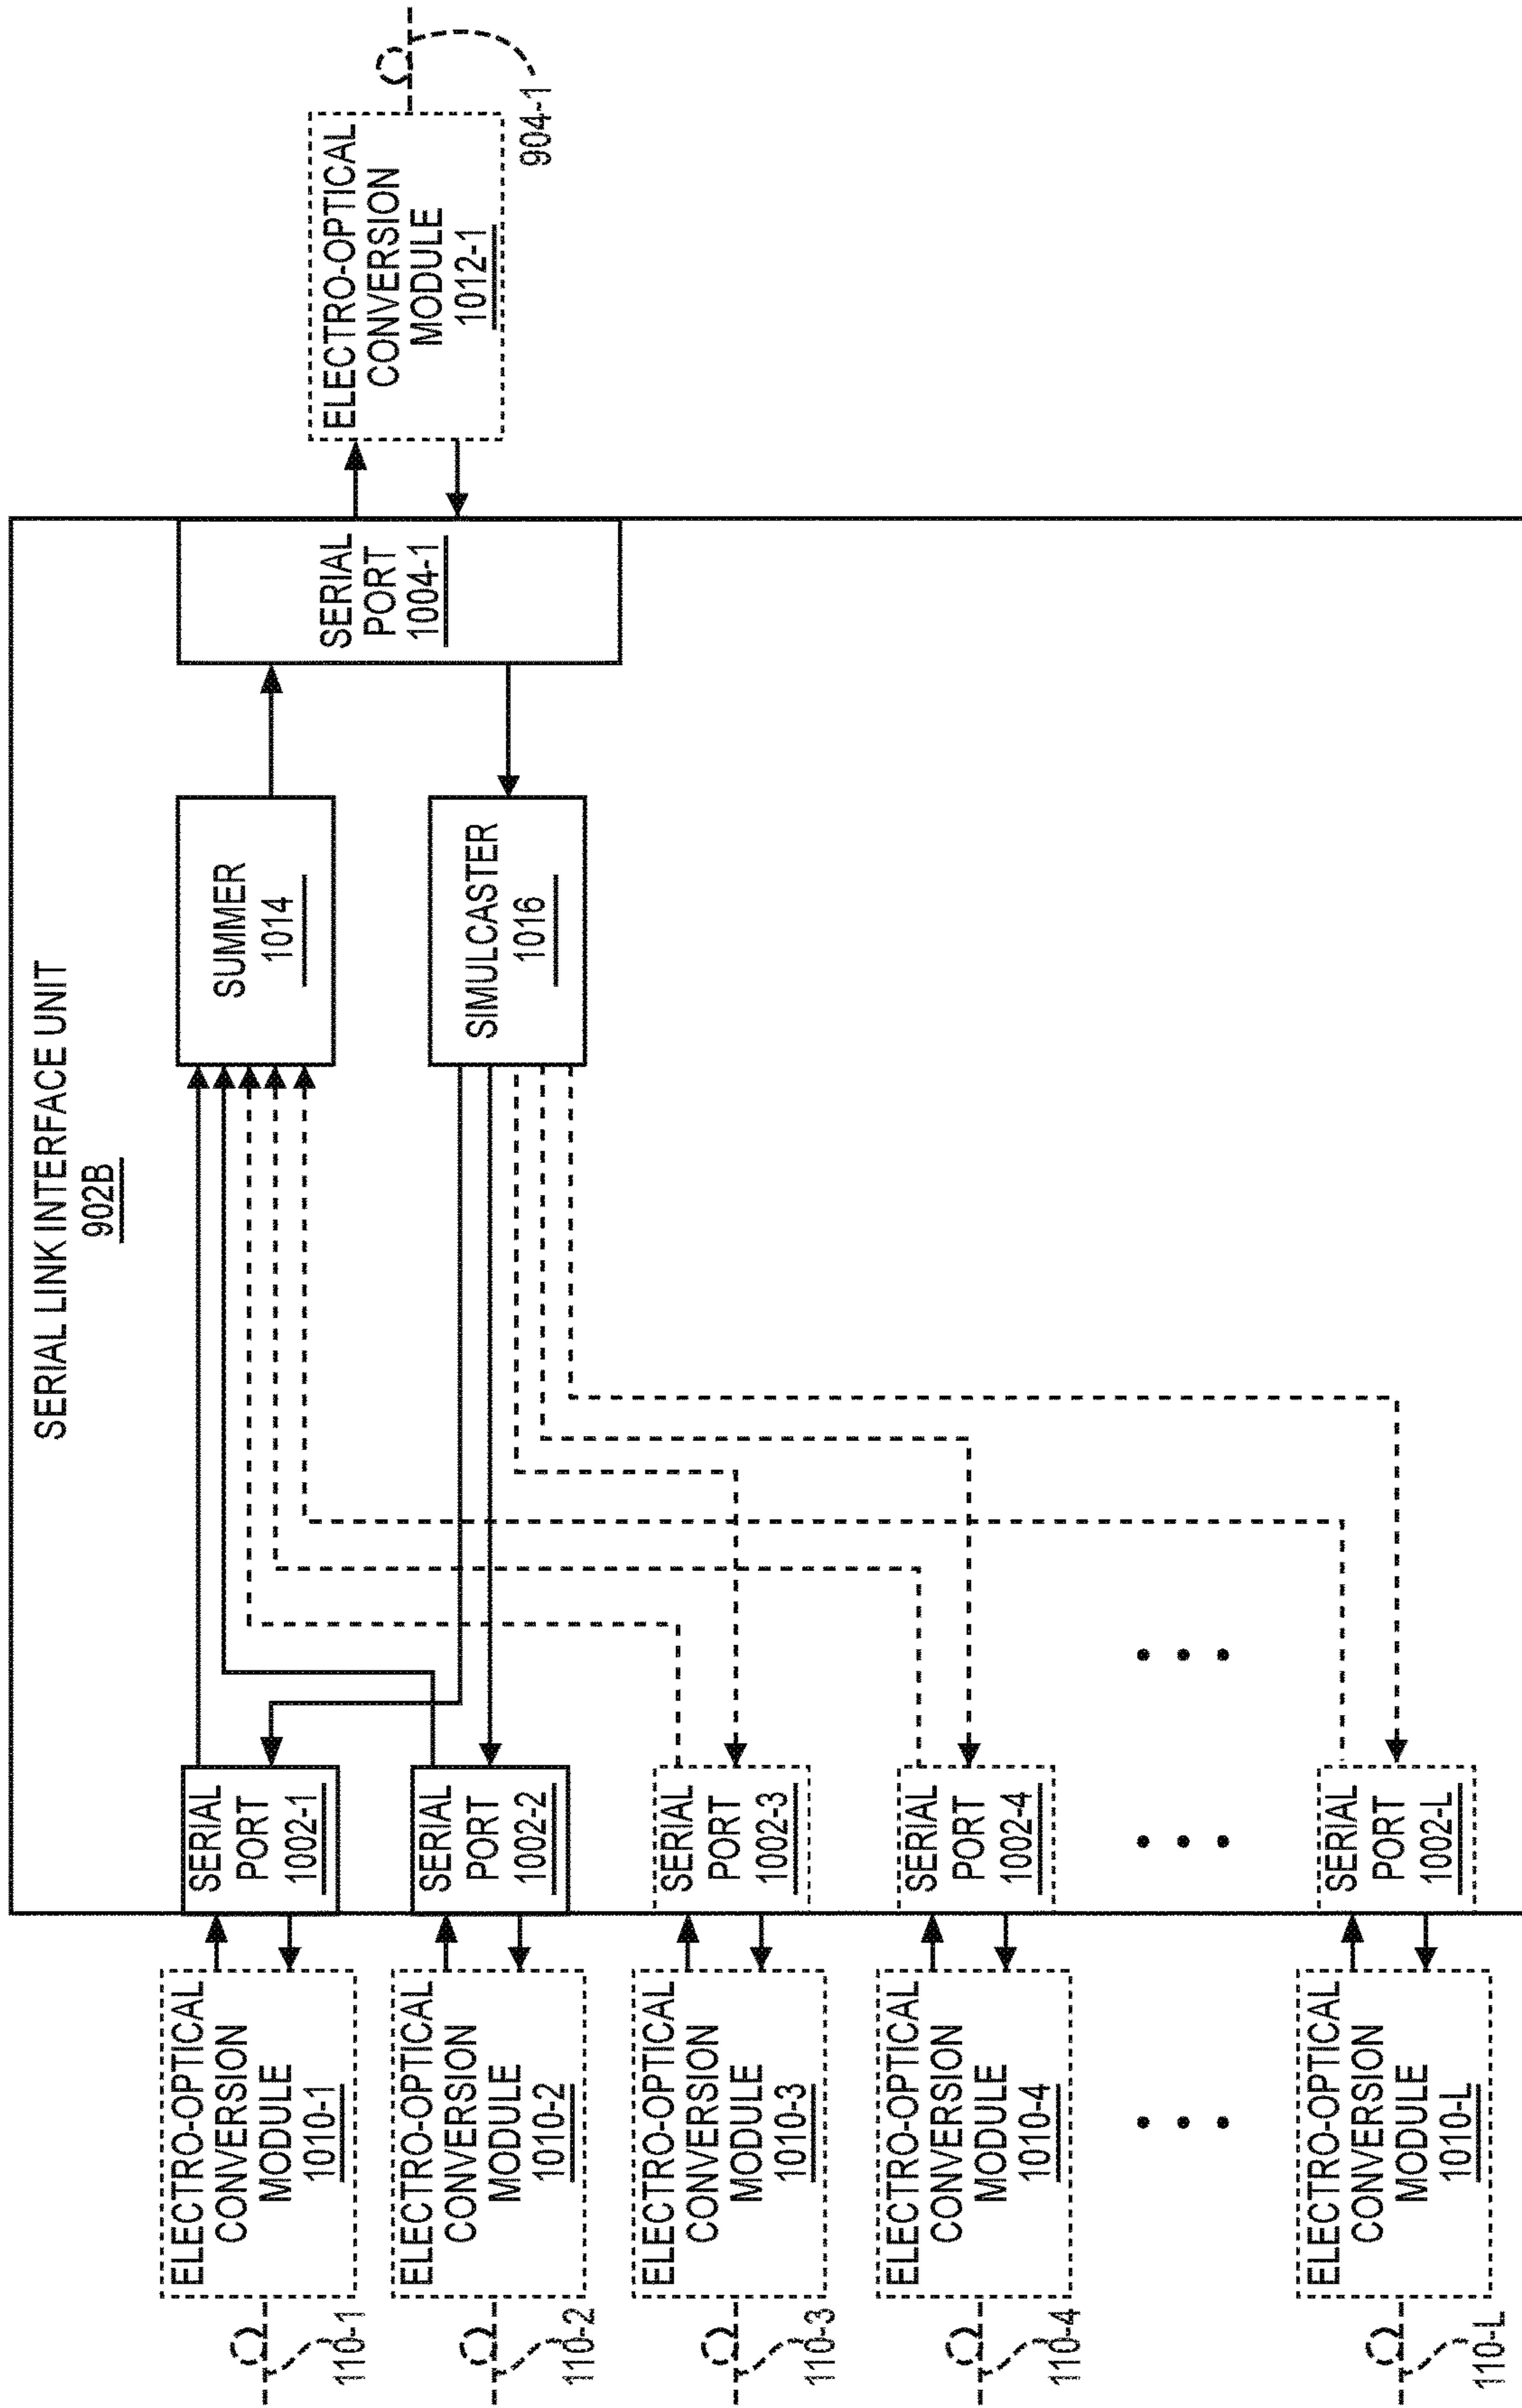 SERIAL LINK INTERFACE UNIT
902B
ELECTRO-OPTICAL
CONVERSION
MODULE
1010-1
110-1
SERIAL
PORT
1002-1
SUMMER
1014
SERIAL
PORT
1004-1
ELECTRO-OPTICAL
CONVERSION
MODULE
1012-1
904-1
ELECTRO-OPTICAL
CONVERSION
MODULE
1010-2
110-2
SERIAL
PORT
1002-2
SIMULCASTER
1016
ELECTRO-OPTICAL
CONVERSION
MODULE
1010-3
110-3
SERIAL
PORT
1002-3
ELECTRO-OPTICAL
CONVERSION
MODULE
1010-4
110-4
SERIAL
PORT
1002-4
ELECTRO-OPTICAL
CONVERSION
MODULE
1010-L
110-L
SERIAL
PORT
1002-L